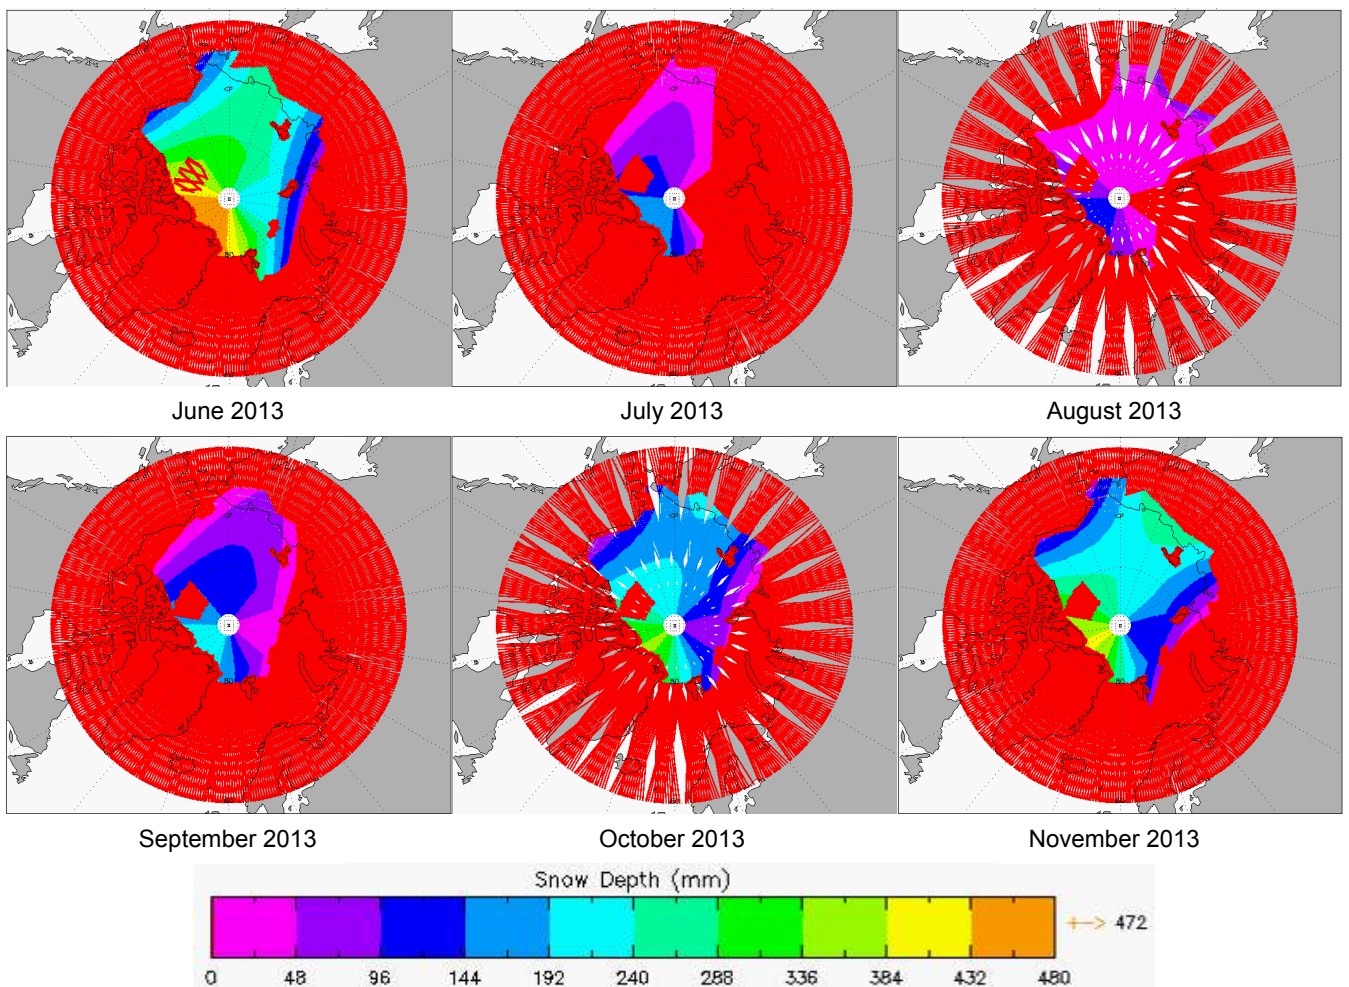 June 2013
July 2013
August 2013
September 2013
October 2013
November 2013
Snow Depth (mm)
+--> 472
0 48 96 144 192 240 288 336 384 432 480